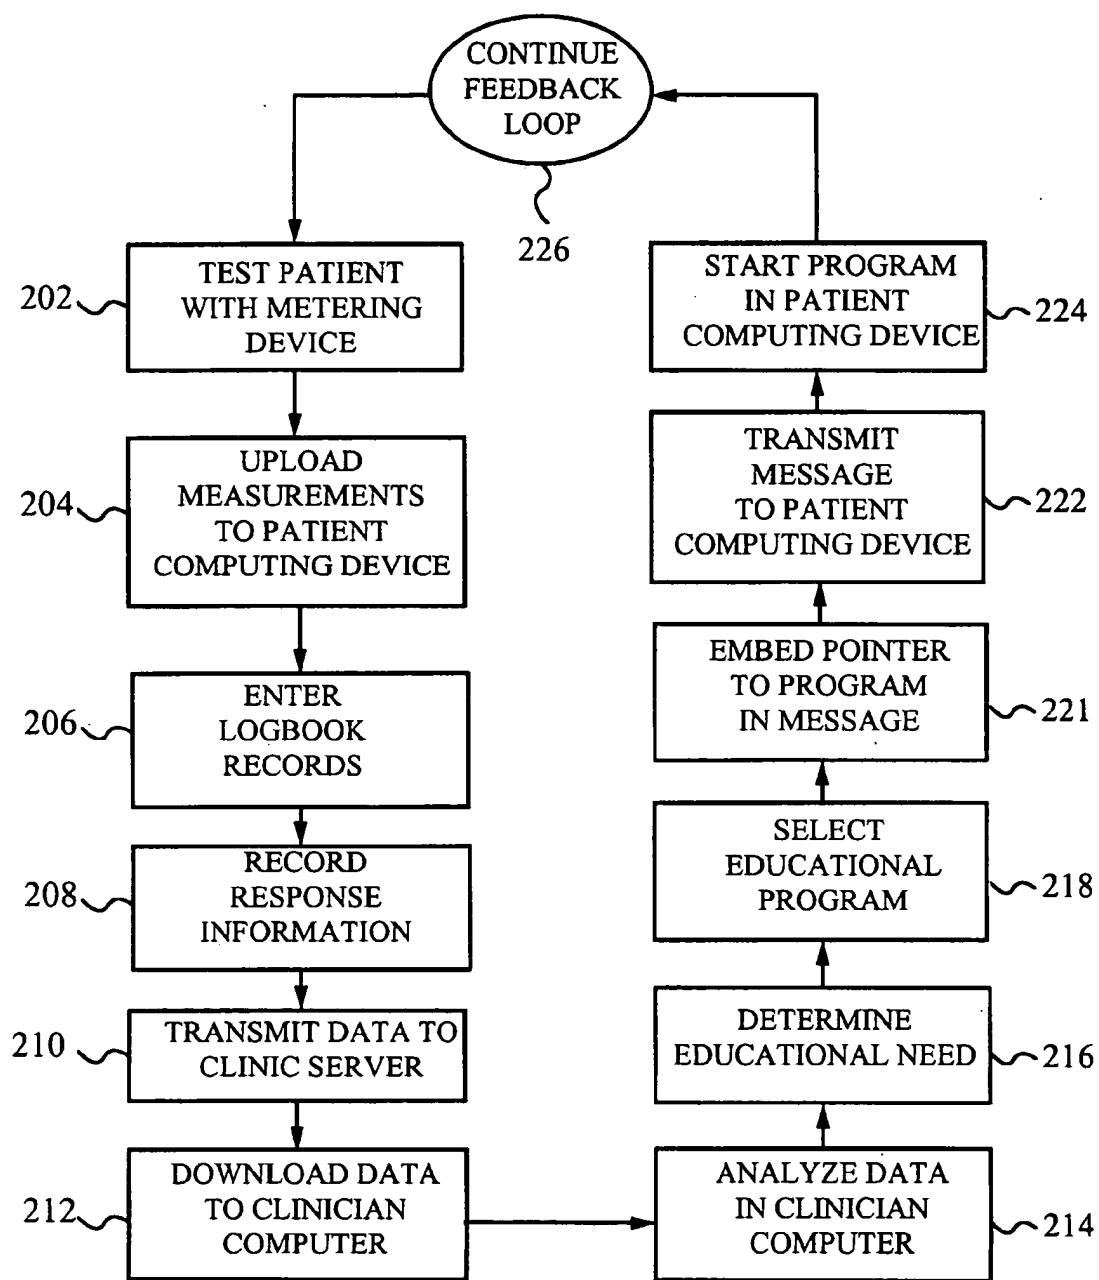 CONTINUE
FEEDBACK
LOOP
226
202
TEST PATIENT
WITH METERING
DEVICE
204
UPLOAD
MEASUREMENTS
TO PATIENT
COMPUTING DEVICE
206
ENTER
LOGBOOK
RECORDS
208
RECORD
RESPONSE
INFORMATION
210
TRANSMIT DATA TO
CLINIC SERVER
212
DOWNLOAD DATA
TO CLINICIAN
COMPUTER
ANALYZE DATA
IN CLINICIAN
COMPUTER
214
DETERMINE
EDUCATIONAL NEED
216
SELECT
EDUCATIONAL
PROGRAM
218
EMBED POINTER
TO PROGRAM
IN MESSAGE
221
TRANSMIT
MESSAGE
TO PATIENT
COMPUTING DEVICE
222
START PROGRAM
IN PATIENT
COMPUTING DEVICE
224